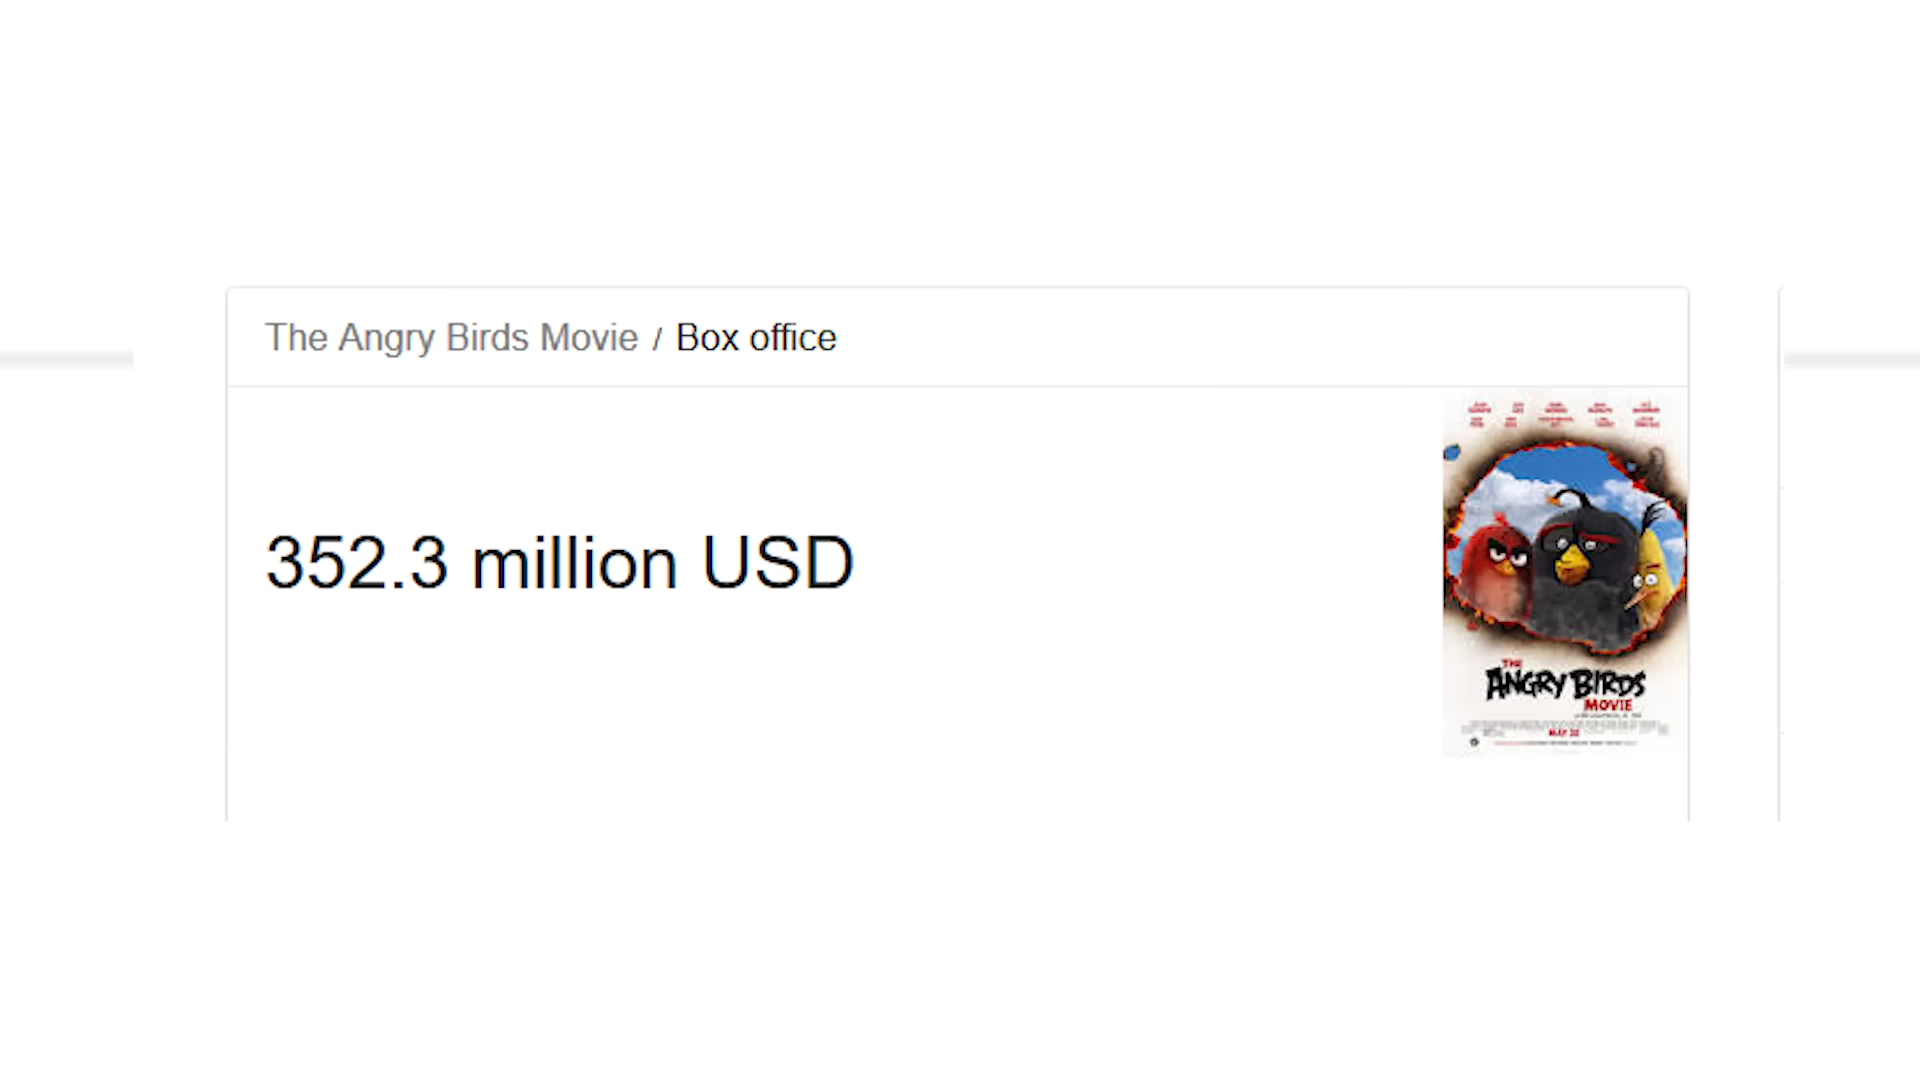 The Angry Birds Movie / Box office
352.3 million USD
THE
ANGRY BIRDS
MOVIE